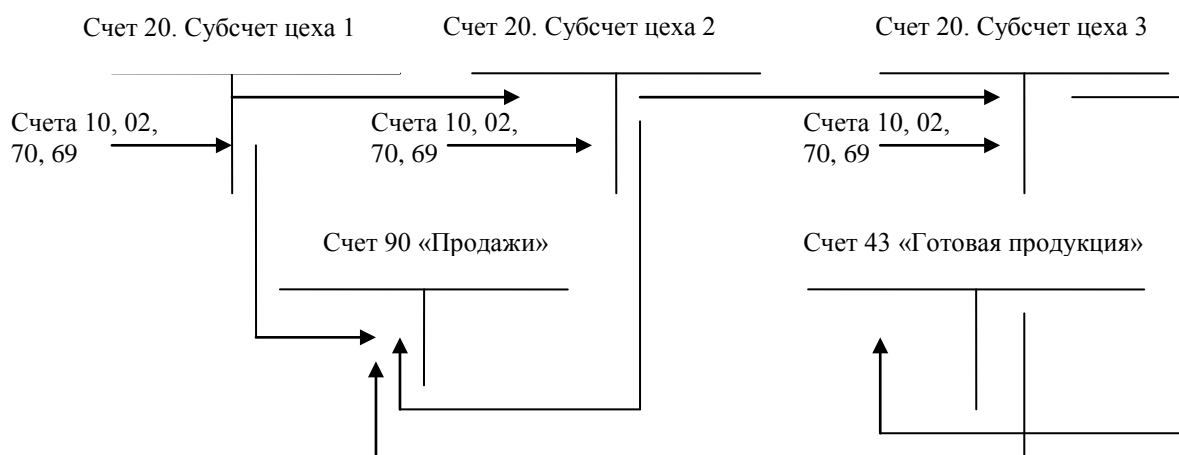 Счет 20. Субсчет цеха 1 Счет 20. Субсчет цеха 2 Счет 20. Субсчет цеха 3
Счета 10, 02, Счета 10, 02, Счета 10, 02,
70, 69 70, 69 70, 69
Счет 90 «Продажи» Счет 43 «Готовая продукция»